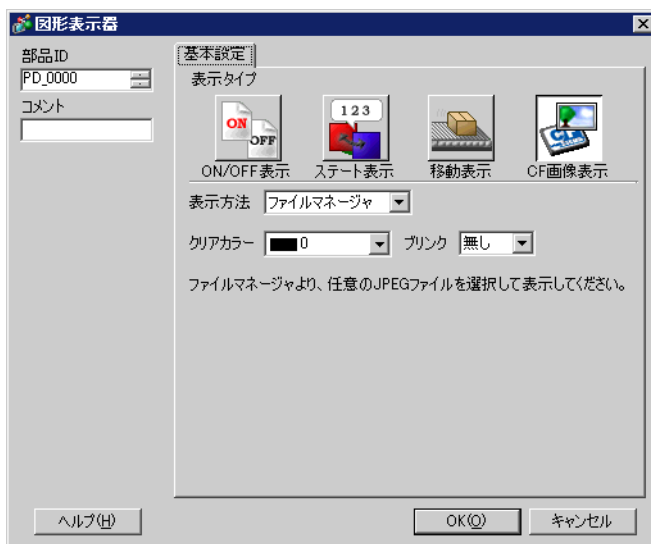 図形表示器
部品ID
PD_0000
コメント
基本設定
表示タイプ
ON
OFF
123
ON/OFF表示 ステート表示 移動表示 CF画像表示
表示方法 ファイルマネージャ
クリアカラー 0 ブリンク 無し
ファイルマネージャより、任意のJPEGファイルを選択して表示してください。
ヘルプ(H) OK(O) キャンセル